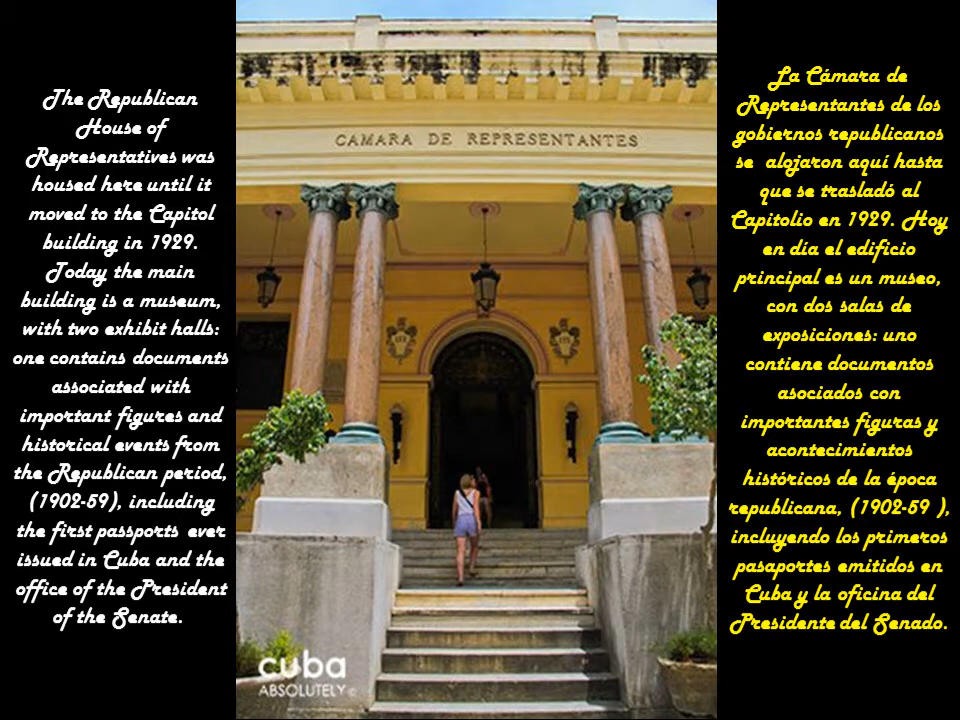 The Republican
House of
Representatives was
housed here until it
moved to the Capitol
building in 1929.
Today the main
building is a museum,
with two exhibit halls:
one contains documents
associated with
important figures and
historical events from
the Republican period,
(1902-59), including
the first passports ever
issued in Cuba and the
office of the President
of the Senate.
CAMARA DE REPRESENTANTES
cuba
ABSOLUTELY ©
La Cámara de
Representantes de los
gobiernos republicanos
se alojaron aquí hasta
que se trasladó al
Capitolio en 1929. Hoy
en día el edificio
principal es un museo,
con dos salas de
exposiciones: uno
contiene documentos
asociados con
importantes figuras y
acontecimientos
históricos de la época
republicana, (1902-59 ),
incluyendo los primeros
pasaportes emitidos en
Cuba y la oficina del
Presidente del Senado.